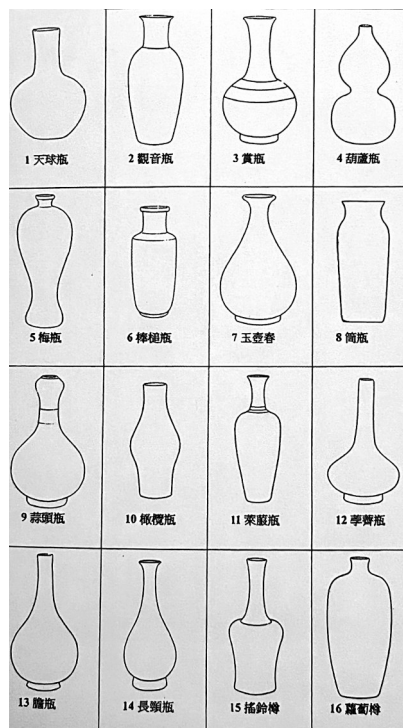 1 天球瓶
2 觀音瓶
3 賞瓶
4 葫蘆瓶
5 梅瓶
6 棒槌瓶
7 玉壺春
8 筒瓶
9 蒜頭瓶
10 橄欖瓶
11 萊菔瓶
12 荸薺瓶
13 膽瓶
14 長頸瓶
15 搖鈴樽
16 蘿蔔樽